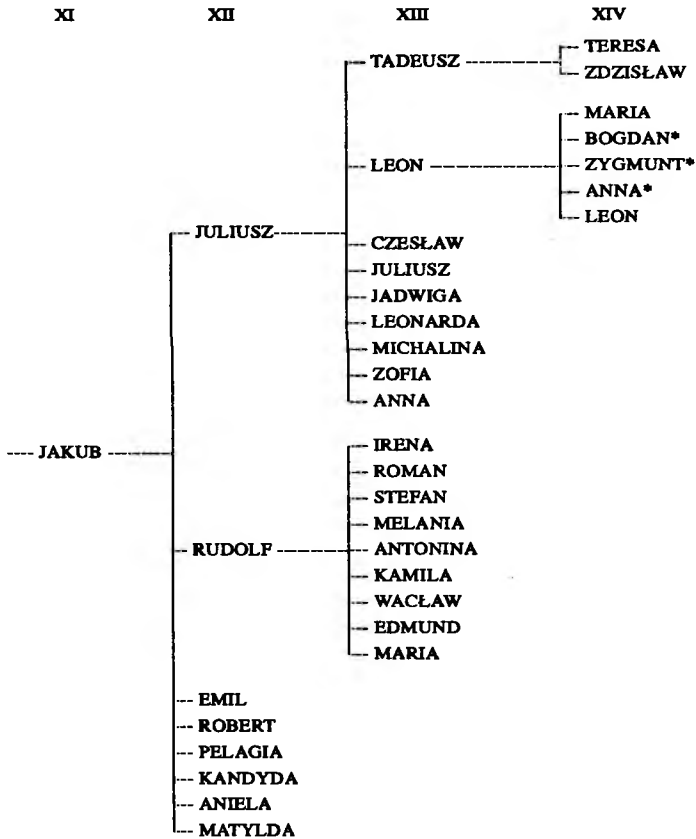 XI XII XIII XIV
TERESA
TADEUSZ
ZDZISŁAW
MARIA
BOGDAN*
LEON ZYGMUNT*
ANNA*
LEON
JULIUSZ
CZESŁAW
JULIUSZ
JADWIGA
LEONARDA
MICHALINA
ZOFIA
ANNA
IRENA
JAKUB
ROMAN
STEFAN
MELANIA
RUDOLF ANTONINA
KAMILA
WACŁAW
EDMUND
MARIA
EMIL
ROBERT
PELAGIA
KANDYDA
ANIELA
MATYLDA